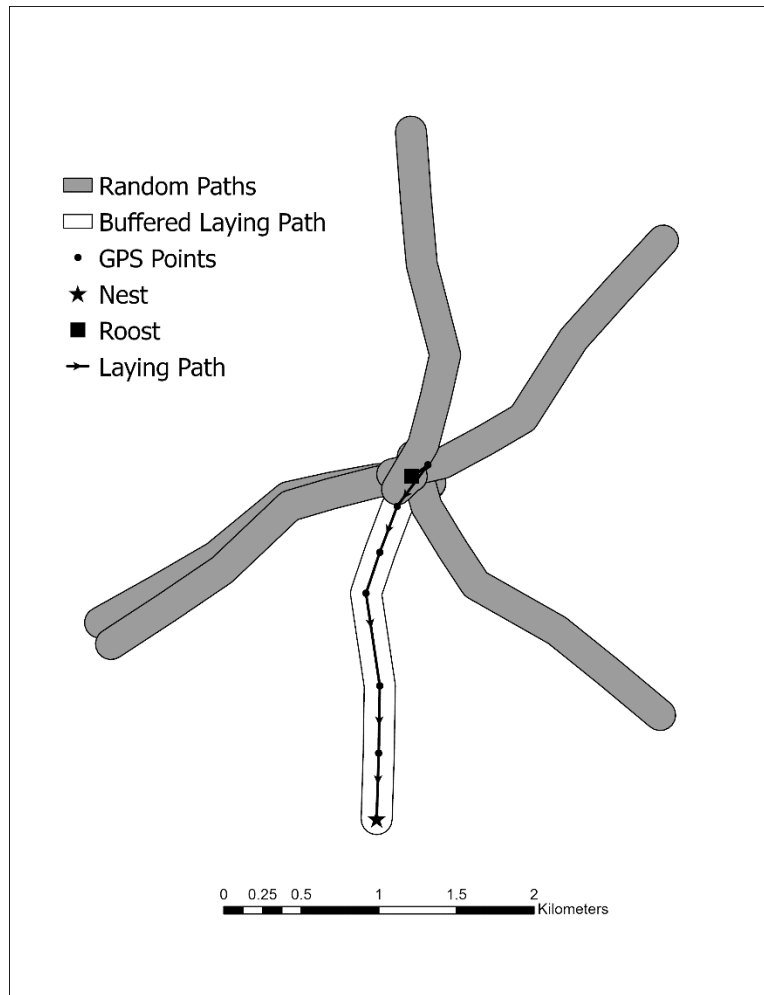 Random Paths
Buffered Laying Path
GPS Points
Nest
Roost
Laying Path
0 0.25 0.5 1 1.5 2
Kilometers